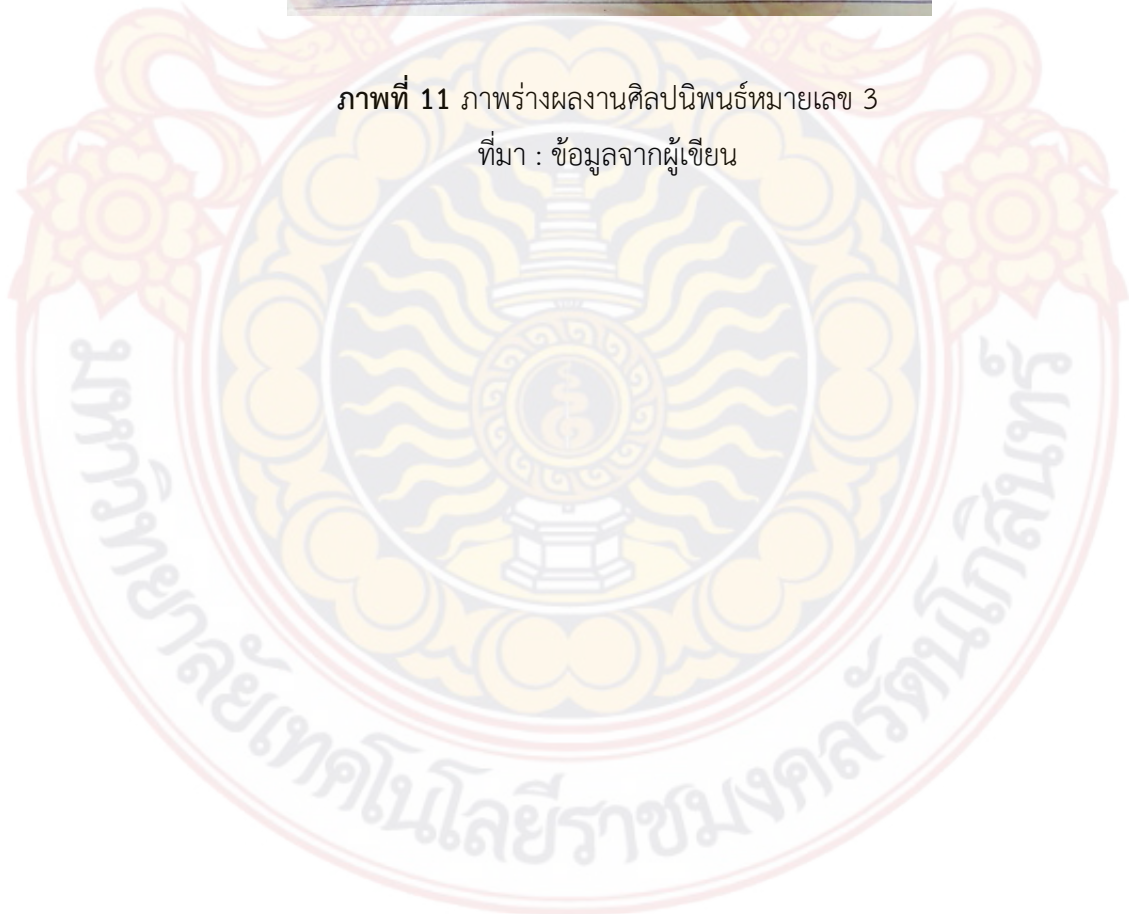 ภาพที่ 11 ภาพร่างผลงานศิลปนิพนธ์หมายเลข 3
ที่มา : ข้อมูลจากผู้เขียน
มหาวิทยาลัยเทคโนโลยีราชมงคลรัตนโกสินทร์